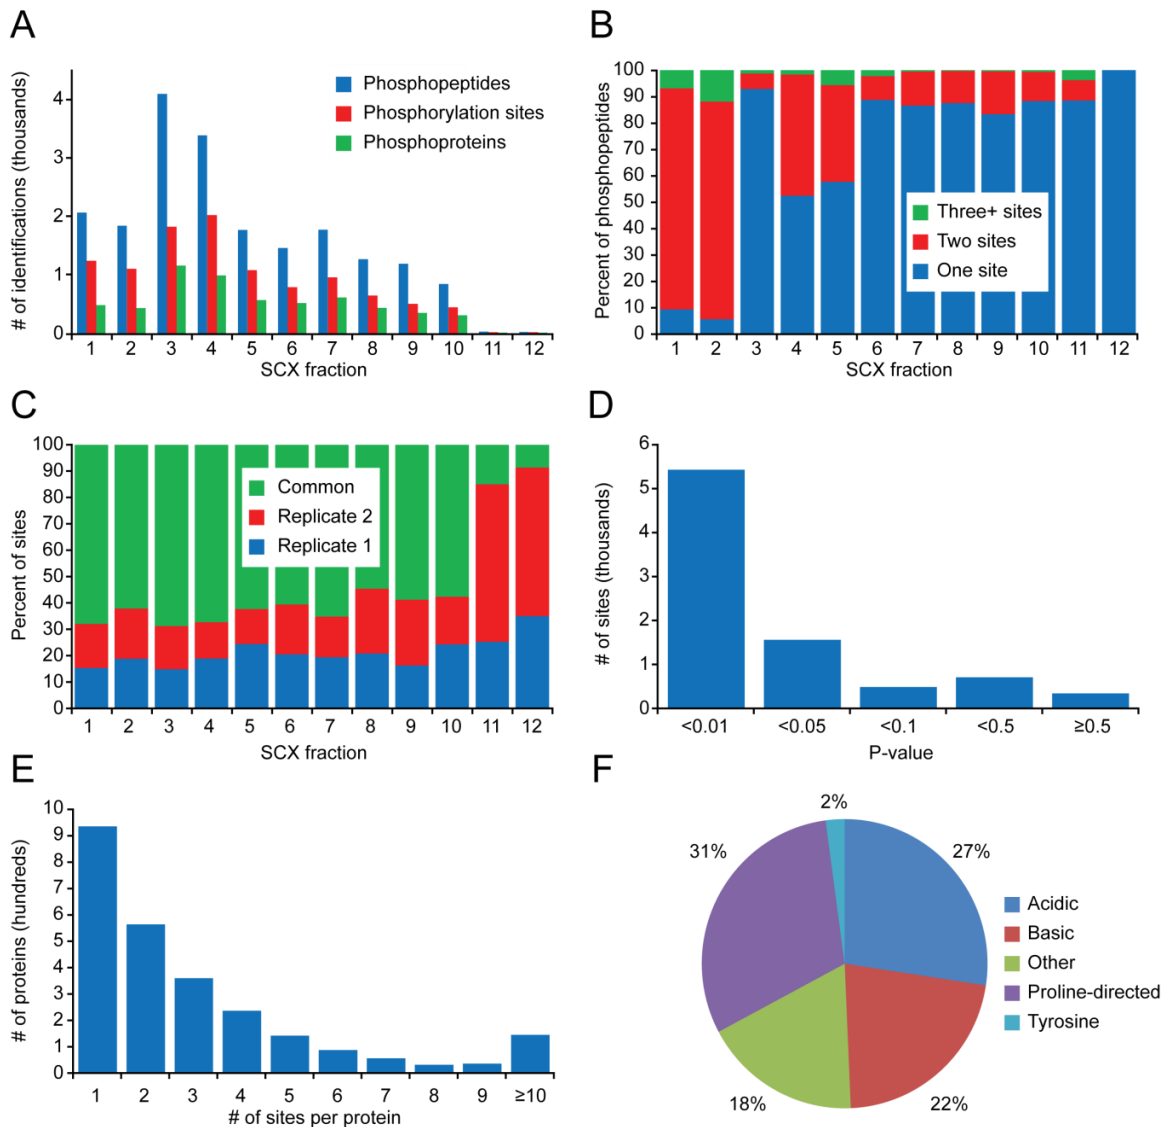 A
# of identifications (thousands)
4
3
2
1
0
Phosphopeptides
Phosphorylation sites
Phosphoproteins
1 2 3 4 5 6 7 8 9 10 11 12
SCX fraction
B
Percent of phosphopeptides
100
90
80
70
60
50
40
30
20
10
0
Three+ sites
Two sites
One site
1 2 3 4 5 6 7 8 9 10 11 12
SCX fraction
C
Percent of sites
100
90
80
70
60
50
40
30
20
10
0
Common
Replicate 2
Replicate 1
1 2 3 4 5 6 7 8 9 10 11 12
SCX fraction
D
# of sites (thousands)
6
5
4
3
2
1
0
<0.01 <0.05 <0.1 <0.5 ≥0.5
P-value
E
# of proteins (hundreds)
10
9
8
7
6
5
4
3
2
1
0
1 2 3 4 5 6 7 8 9 ≥10
# of sites per protein
F
2%
31%
27%
18%
22%
Acidic
Basic
Other
Proline-directed
Tyrosine